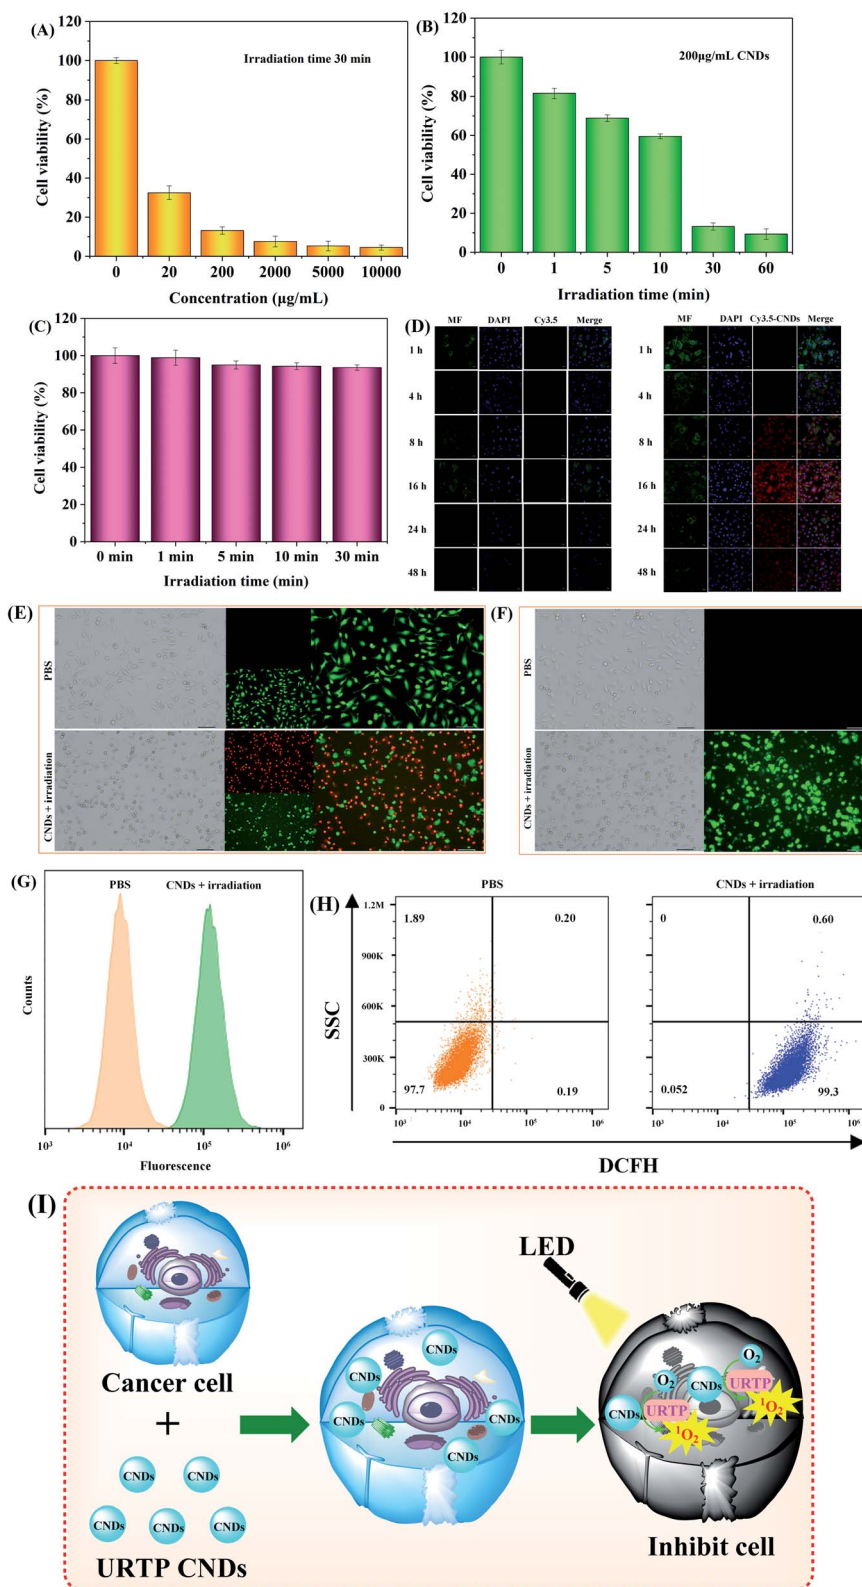 (A)
Irradiation time 30 min
Cell viability (%)
120
100
80
60
40
20
0
0 20 200 2000 5000 10000
Concentration (µg/mL)
(B)
200µg/mL CNDs
Cell viability (%)
120
100
80
60
40
20
0
0 1 5 10 30 60
Irradiation time (min)
(C)
Cell viability (%)
120
100
80
60
40
20
0
0 min 1 min 5 min 10 min 30 min
Irradiation time (min)
(D)
MF DAPI Cy3.5 Merge
1 h
4 h
8 h
16 h
24 h
48 h
MF DAPI Cy3.5-CNDs Merge
1 h
4 h
8 h
16 h
24 h
48 h
(E)
PBS
CNDs + irradiation
(F)
PBS
CNDs + irradiation
(G)
PBS CNDs + irradiation
Counts
10³ 10⁴ 10⁵ 10⁶
Fluorescence
(H)
PBS
SSC
1.2M
900K
600K
300K
0
1.89 0.20
97.7 0.19
10³ 10⁴ 10⁵ 10⁶
CNDs + irradiation
0 0.60
0.052 99.3
10³ 10⁴ 10⁵ 10⁶
DCFH
(I)
Cancer cell
+
CNDs CNDs
CNDs CNDs CNDs
URTP CNDs
CNDs
CNDs
CNDs CNDs
CNDs
LED
O₂
O₂ CNDs URTP
CNDs URTP ¹O₂
¹O₂
Inhibit cell